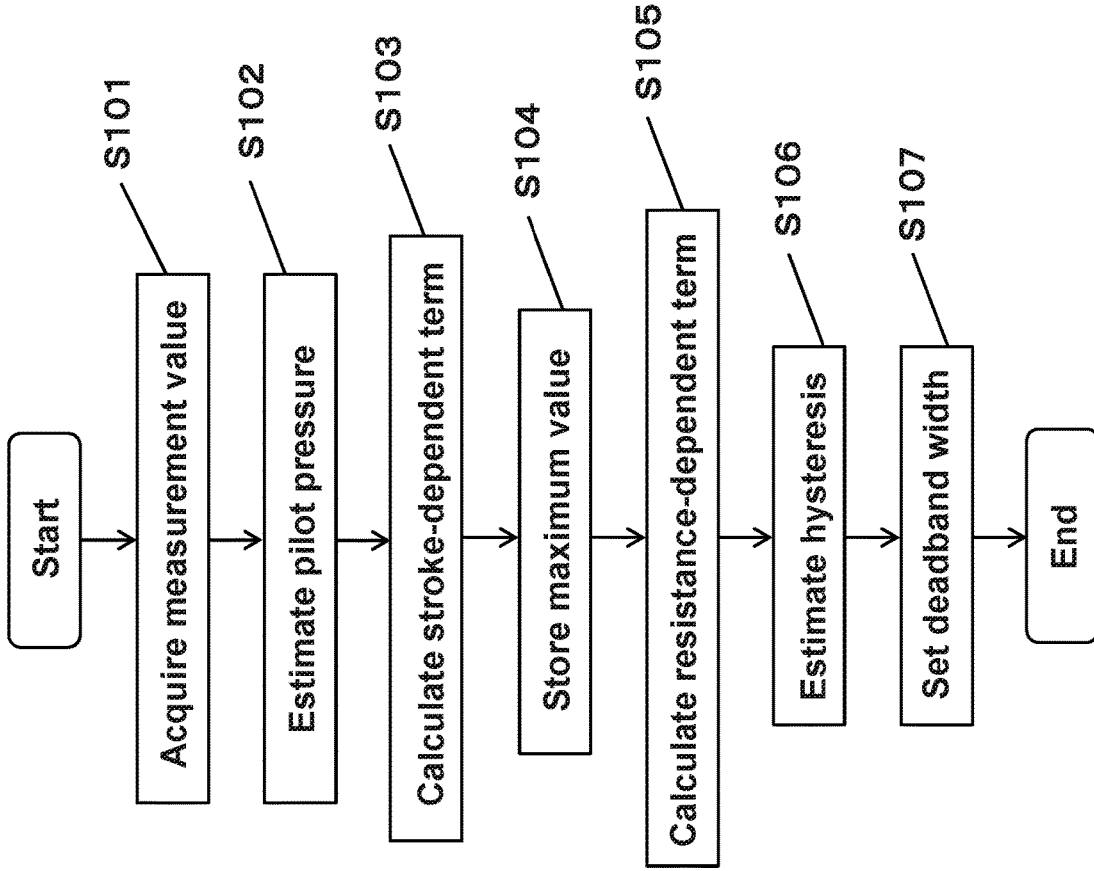 Start
Acquire measurement value
S101
Estimate pilot pressure
S102
Calculate stroke-dependent term
S103
Store maximum value
S104
Calculate resistance-dependent term
S105
Estimate hysteresis
S106
Set deadband width
S107
End